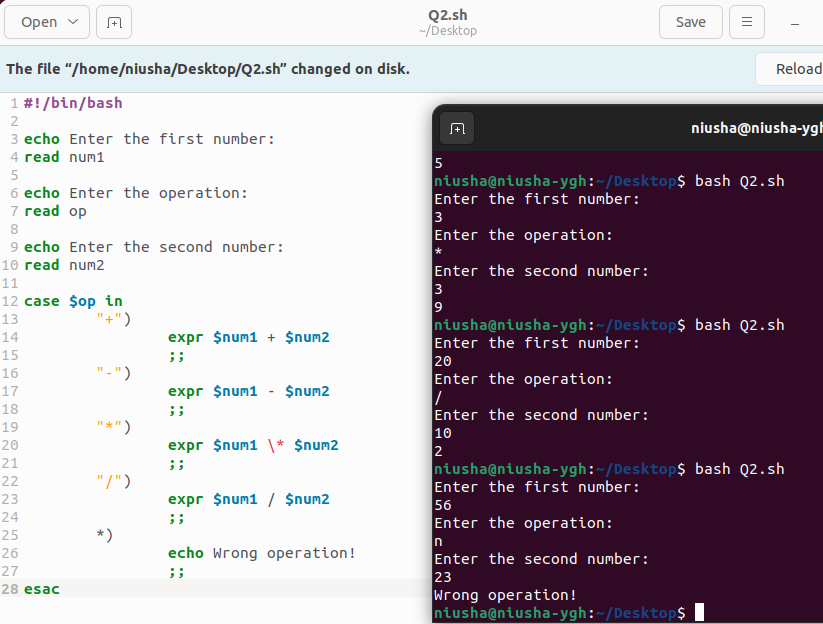 Open
Q2.sh
~/Desktop
Save
The file “/home/niusha/Desktop/Q2.sh” changed on disk.
Reload
1 #!/bin/bash
2
3 echo Enter the first number:
4 read num1
5
6 echo Enter the operation:
7 read op
8
9 echo Enter the second number:
10 read num2
11
12 case $op in
13 "+")
14 expr $num1 + $num2
15 ;;
16 "-")
17 expr $num1 - $num2
18 ;;
19 "*")
20 expr $num1 \* $num2
21 ;;
22 "/")
23 expr $num1 / $num2
24 ;;
25 *)
26 echo Wrong operation!
27 ;;
28 esac
niusha@niusha-ygh
5
niusha@niusha-ygh:~/Desktop$ bash Q2.sh
Enter the first number:
3
Enter the operation:
*
Enter the second number:
3
9
niusha@niusha-ygh:~/Desktop$ bash Q2.sh
Enter the first number:
20
Enter the operation:
/
Enter the second number:
10
2
niusha@niusha-ygh:~/Desktop$ bash Q2.sh
Enter the first number:
56
Enter the operation:
n
Enter the second number:
23
Wrong operation!
niusha@niusha-ygh:~/Desktop$